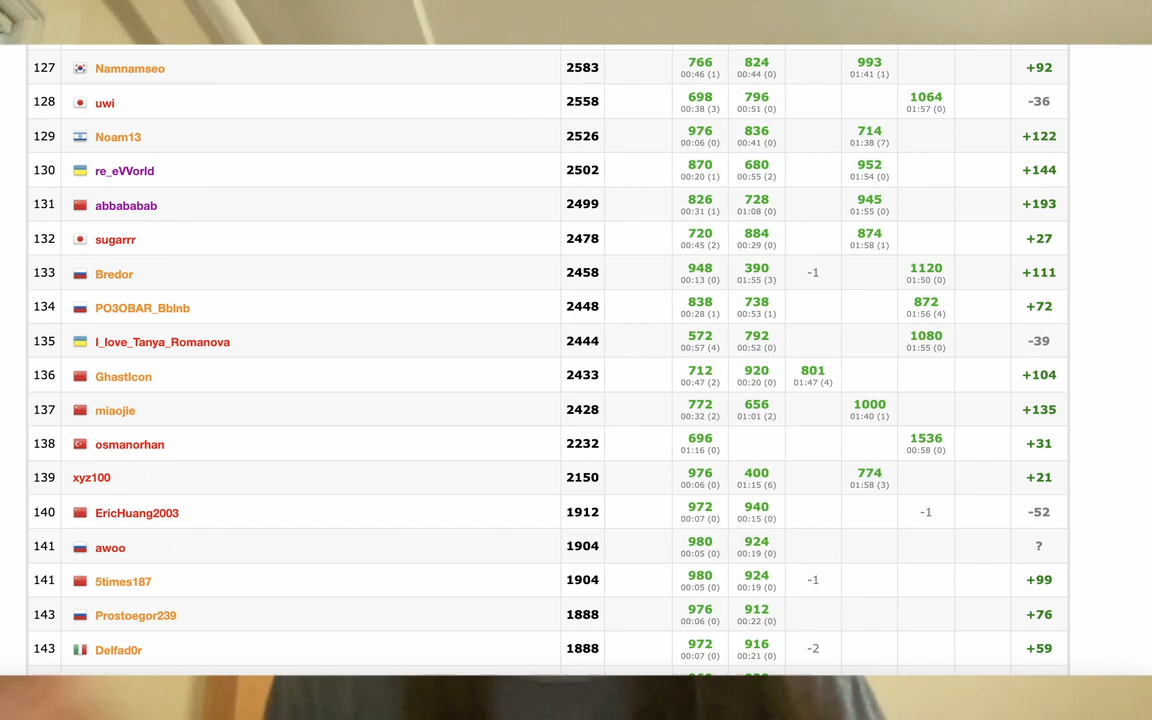 127 Namnamseo 2583 766 824 993 +92
00:46 (1) 00:44 (0) 01:41 (1)
128 uwi 2558 698 796 1064 -36
00:38 (3) 00:51 (0) 01:57 (0)
129 Noam13 2526 976 836 714 +122
00:06 (0) 00:41 (0) 01:38 (7)
130 re_eVVorld 2502 870 680 952 +144
00:20 (1) 00:55 (2) 01:54 (0)
131 abbababab 2499 826 728 945 +193
00:31 (1) 01:08 (0) 01:55 (0)
132 sugarrr 2478 720 884 874 +27
00:45 (2) 00:29 (0) 01:58 (1)
133 Bredor 2458 948 390 -1 1120 +111
00:13 (0) 01:55 (3) 01:50 (0)
134 PO3OBAR_Bblnb 2448 838 738 872 +72
00:28 (1) 00:53 (1) 01:56 (4)
135 I_love_Tanya_Romanova 2444 572 792 1080 -39
00:57 (4) 00:52 (0) 01:55 (0)
136 GhastIcon 2433 712 920 801 +104
00:47 (2) 00:20 (0) 01:47 (4)
137 miaojie 2428 772 656 1000 +135
00:32 (2) 01:01 (2) 01:40 (1)
138 osmanorhan 2232 696 1536 +31
01:16 (0) 00:58 (0)
139 xyz100 2150 976 400 774 +21
00:06 (0) 01:15 (6) 01:58 (3)
140 EricHuang2003 1912 972 940 -1 -52
00:07 (0) 00:15 (0)
141 awoo 1904 980 924 ?
00:05 (0) 00:19 (0)
141 5times187 1904 980 924 -1 +99
00:05 (0) 00:19 (0)
143 Prostoegor239 1888 976 912 +76
00:06 (0) 00:22 (0)
143 Delfad0r 1888 972 916 -2 +59
00:07 (0) 00:21 (0)